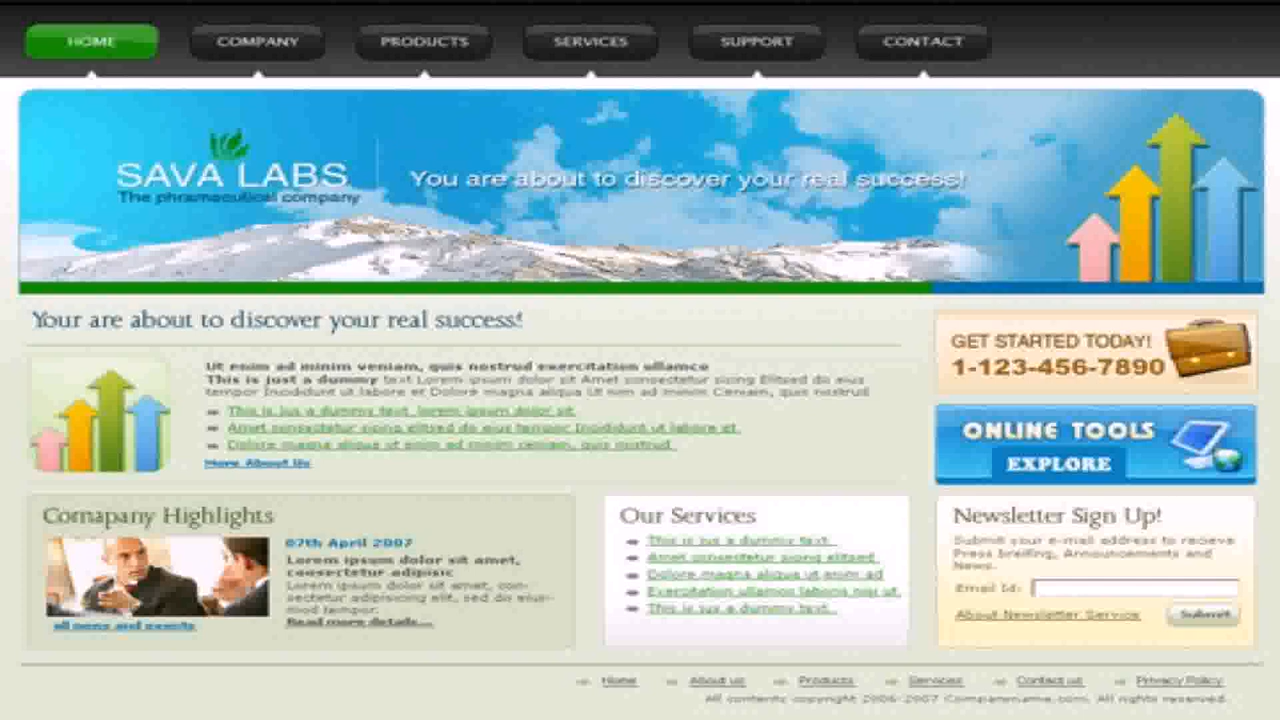 HOME COMPANY PRODUCTS SERVICES SUPPORT CONTACT
SAVA LABS
The phramaceutical company
You are about to discover your real success!
Your are about to discover your real success!
Ut enim ad minim veniam, quis nostrud exercitation ullamco
This is just a dummy text Lorem ipsum dolor sit Amet consectetur sicing Elitsed do eius
tempor Incididunt ut labore et Dolore magna aliqua Ut nim ad minim Ceniam, quis nostrud
This is jus a dummy text, lorem ipsum dolor sit,
Amet consectetur sicing elitsed do eius tempor Incididunt ut labore et,
Dolore magna aliqua ut enim ad minim ceniam, quis nostrud,
More About Us
GET STARTED TODAY!
1-123-456-7890
ONLINE TOOLS
EXPLORE
Comapany Highlights
07th April 2007
Lorem ipsum dolor sit amet,
consectetur adipisic
Lorem ipsum dolor sit amet, con-
sectetur adipisicing elit, sed do eius-
mod tempor.
Read more details...
all news and events
Our Services
This is jus a dummy text,
Amet consectetur sicing elitsed,
Dolore magna aliqua ut enim ad
Exercitation ullamco laboris nisi ut,
This is jus a dummy text,
Newsletter Sign Up!
Submit your e-mail address to recieve
Press breifing, Announcements and
News.
Email Id:
About Newsletter Service
Submit
Home About us Products Services Contact us Privacy Policy
All contents copyright 2006-2007 Companyname.com. All rights reserved.